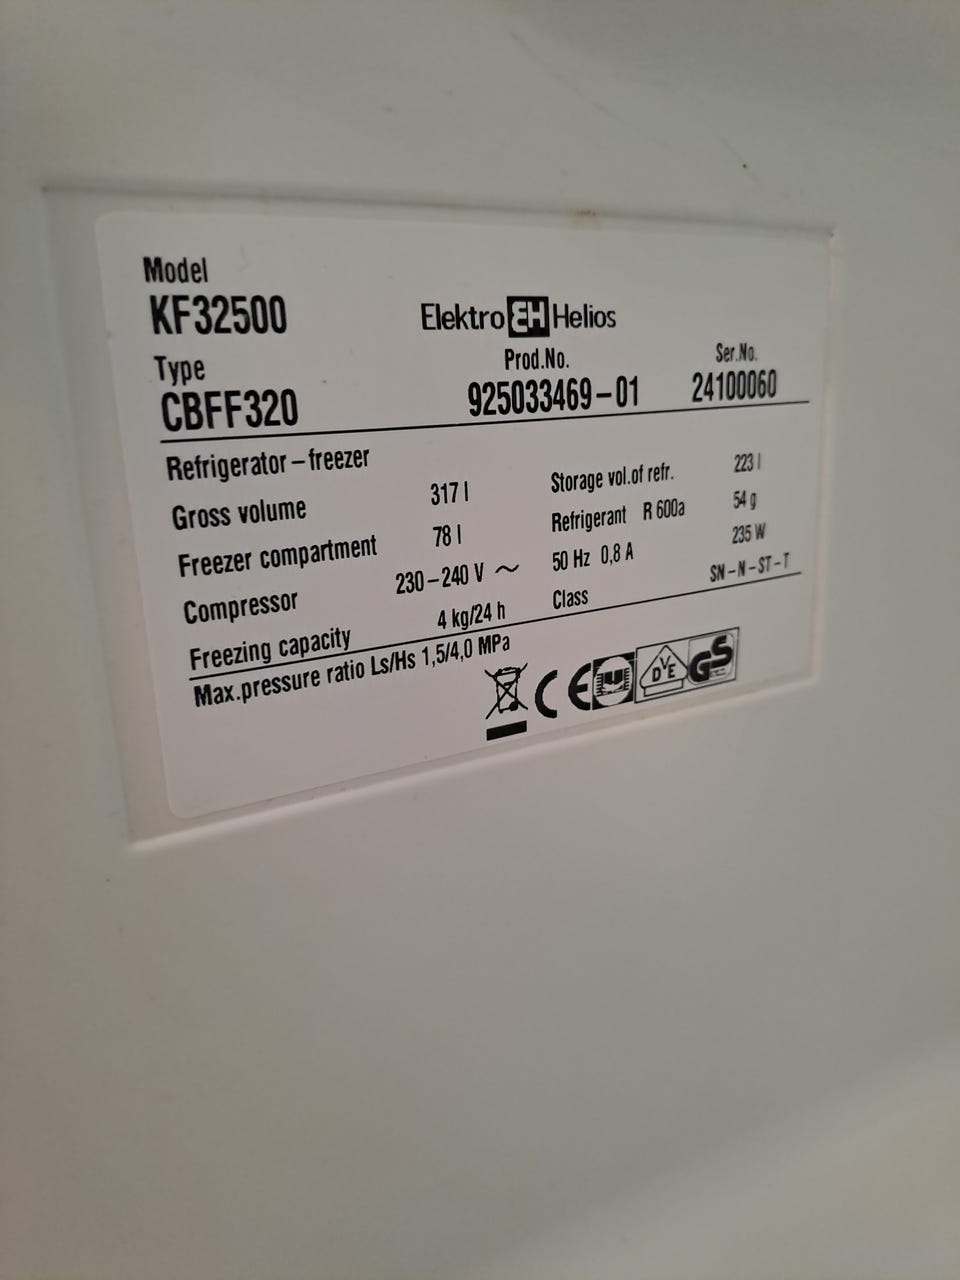 Model
KF32500
Elektro EH Helios
Type
Prod.No.
Ser.No.
CBFF320
925033469-01
24100060
Refrigerator-freezer
Gross volume 317 l
Storage vol.of refr. 223 l
Freezer compartment 78 l
Refrigerant R 600a 54 g
Compressor 230-240 V ~ 50 Hz 0,8 A 235 W
Freezing capacity 4 kg/24 h
Class SN-N-ST-T
Max.pressure ratio Ls/Hs 1,5/4,0 MPa
CE
DVE
GS